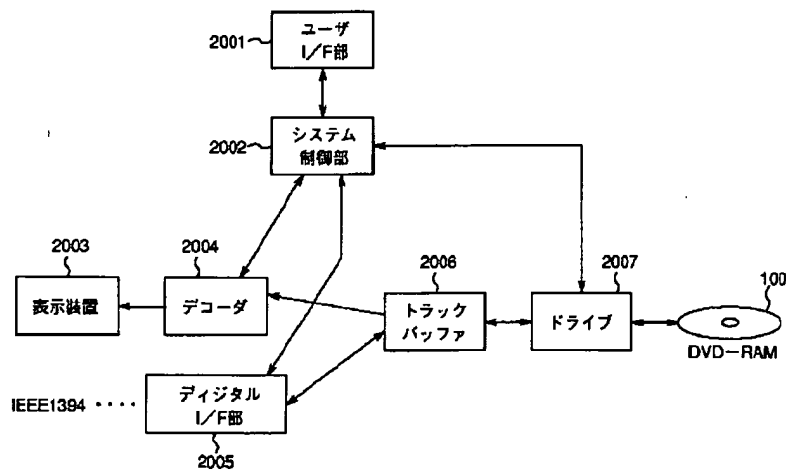 2001
ユーザ
I/F部
2002
システム
制御部
2003
表示装置
2004
デコーダ
2006
トラック
バッファ
2007
ドライブ
100
DVD-RAM
IEEE1394 ····
ディジタル
I/F部
2005